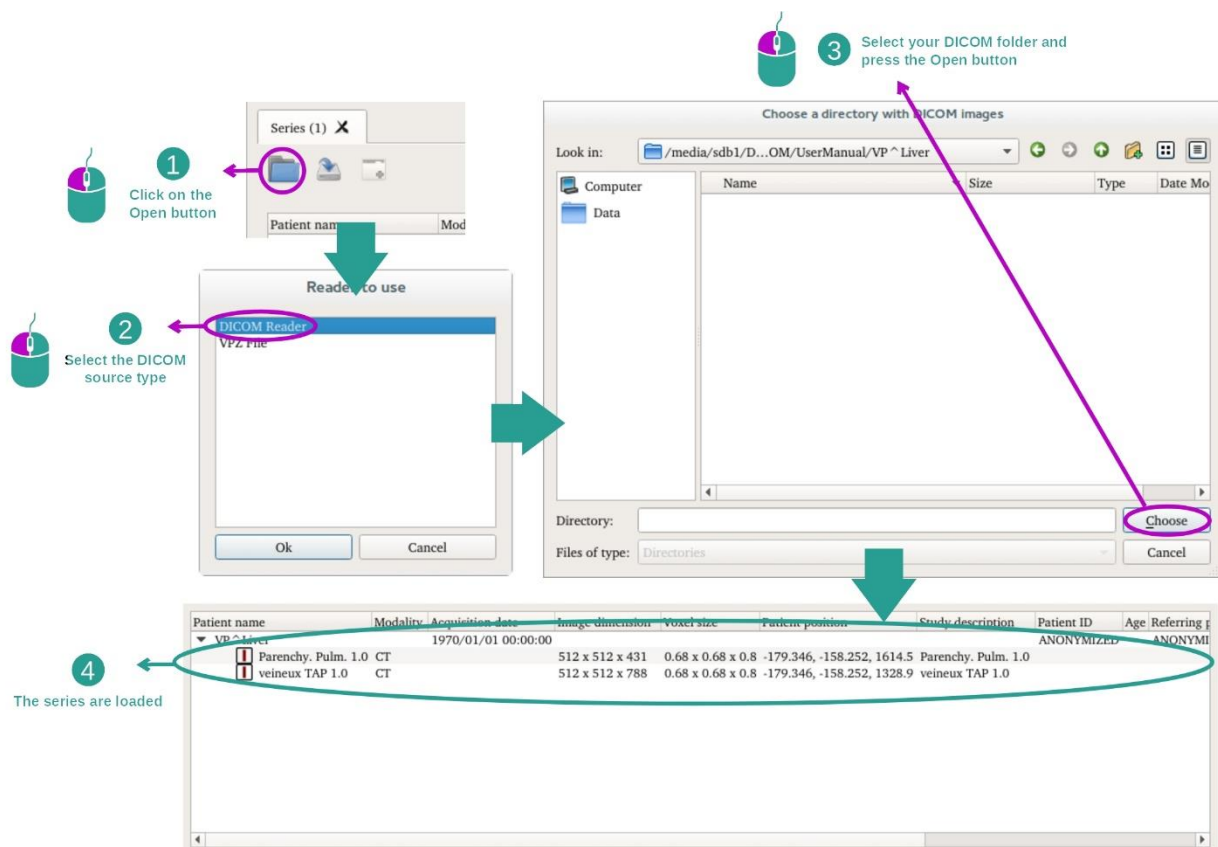 3
Select your DICOM folder and
press the Open button
Series (1)
1
Click on the
Open button
Patient name
Mod
Choose a directory with DICOM images
Look in:
/media/sdb1/D...OM/UserManual/VP^Liver
Computer
Data
Name
Size
Type
Date Mo
Reader to use
2
Select the DICOM
source type
DICOM Reader
VPZ File
Ok
Cancel
Directory:
Choose
Files of type:
Directories
Cancel
Patient name Modality Acquisition date Image dimension Voxel size Patient position Study description Patient ID Age Referring p
VP^Liver 1970/01/01 00:00:00 ANONYMIZED ANONYMI
Parenchy. Pulm. 1.0 CT 512 x 512 x 431 0.68 x 0.68 x 0.8 -179.346, -158.252, 1614.5 Parenchy. Pulm. 1.0
veineux TAP 1.0 CT 512 x 512 x 788 0.68 x 0.68 x 0.8 -179.346, -158.252, 1328.9 veineux TAP 1.0
4
The series are loaded